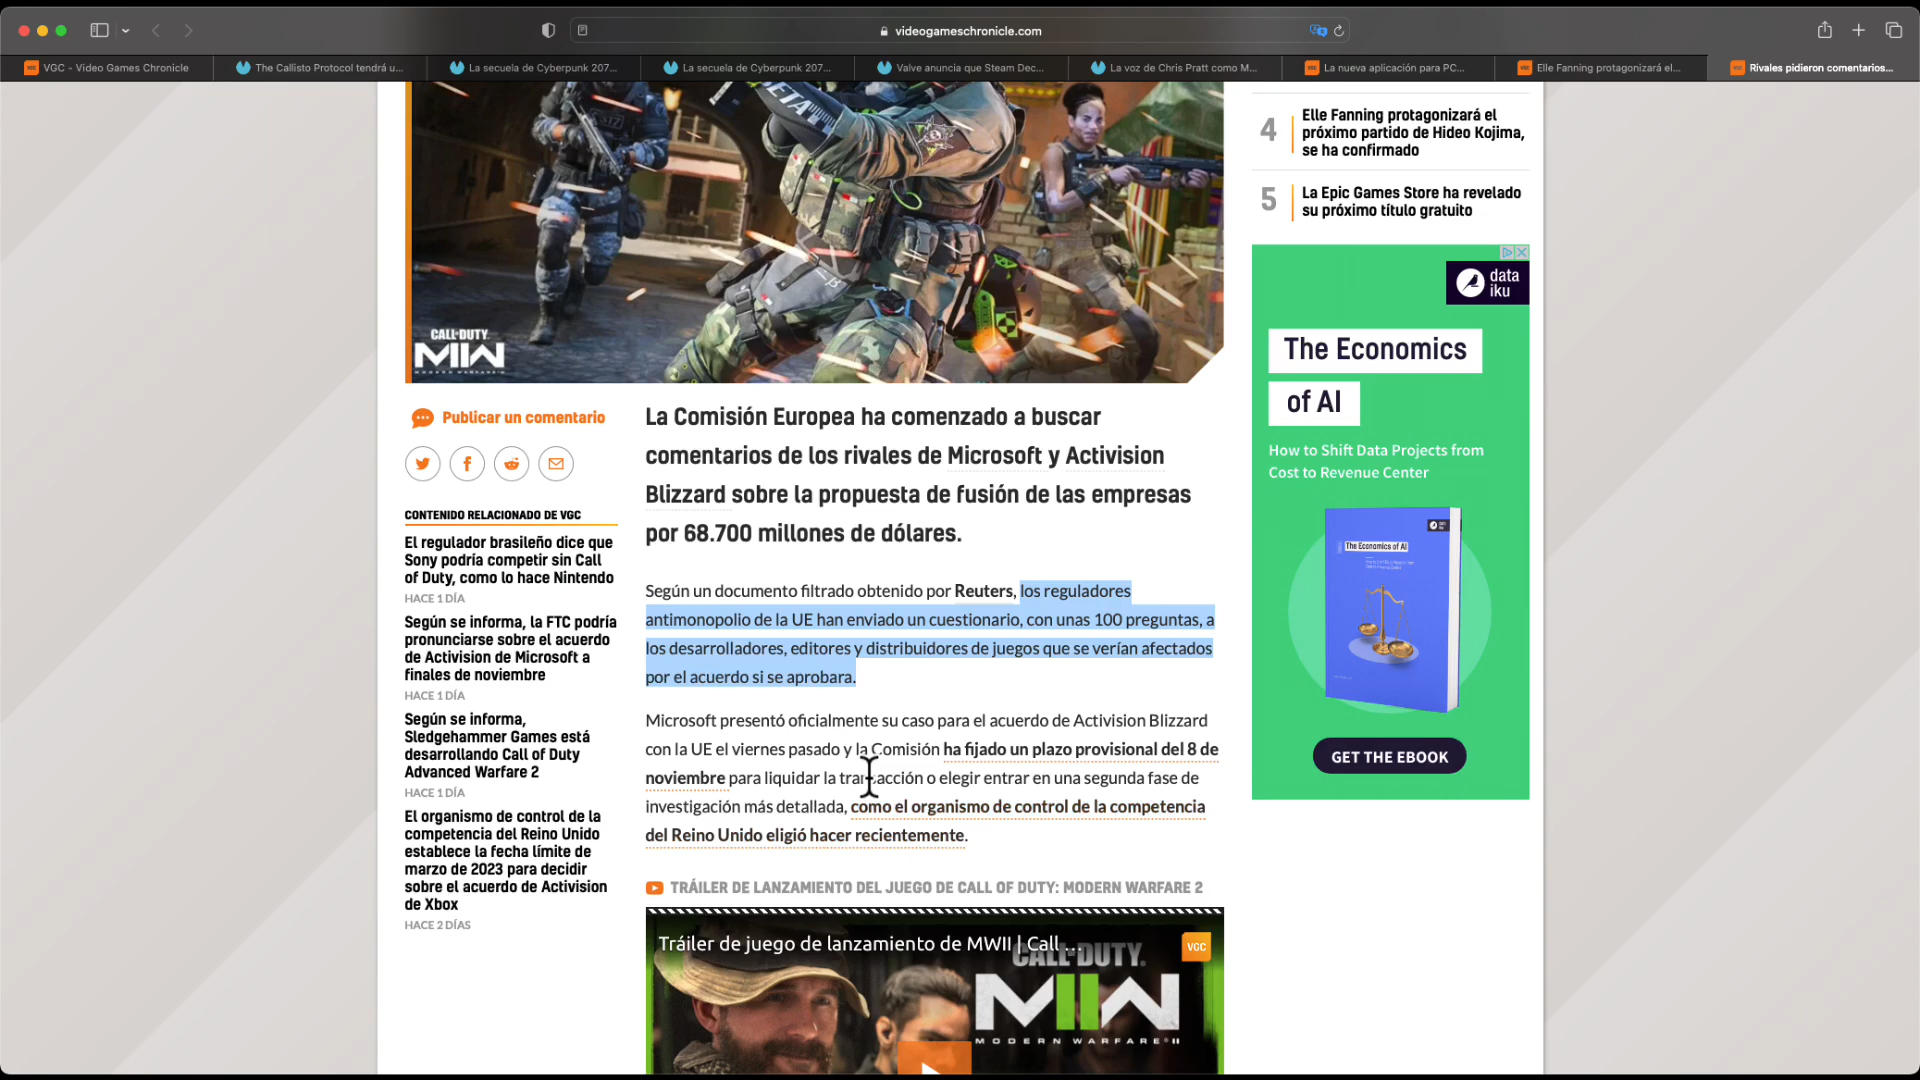 videogameschronicle.com
VGC - Video Games Chronicle
The Callisto Protocol tendrá u...
La secuela de Cyberpunk 207...
La secuela de Cyberpunk 207...
Valve anuncia que Steam Dec...
La voz de Chris Pratt como M...
La nueva aplicación para PC...
Elle Fanning protagonizará el...
Rivales pidieron comentarios...
BETA
CALL·DUTY.
MIIW
MODERN WARFARE II
Publicar un comentario
CONTENIDO RELACIONADO DE VGC
El regulador brasileño dice que
Sony podría competir sin Call
of Duty, como lo hace Nintendo
HACE 1 DÍA
Según se informa, la FTC podría
pronunciarse sobre el acuerdo
de Activision de Microsoft a
finales de noviembre
HACE 1 DÍA
Según se informa,
Sledgehammer Games está
desarrollando Call of Duty
Advanced Warfare 2
HACE 1 DÍA
El organismo de control de la
competencia del Reino Unido
establece la fecha límite de
marzo de 2023 para decidir
sobre el acuerdo de Activision
de Xbox
HACE 2 DÍAS
La Comisión Europea ha comenzado a buscar
comentarios de los rivales de Microsoft y Activision
Blizzard sobre la propuesta de fusión de las empresas
por 68.700 millones de dólares.
Según un documento filtrado obtenido por Reuters, los reguladores
antimonopolio de la UE han enviado un cuestionario, con unas 100 preguntas, a
los desarrolladores, editores y distribuidores de juegos que se verían afectados
por el acuerdo si se aprobara.
Microsoft presentó oficialmente su caso para el acuerdo de Activision Blizzard
con la UE el viernes pasado y la Comisión ha fijado un plazo provisional del 8 de
noviembre para liquidar la transacción o elegir entrar en una segunda fase de
investigación más detallada, como el organismo de control de la competencia
del Reino Unido eligió hacer recientemente.
TRÁILER DE LANZAMIENTO DEL JUEGO DE CALL OF DUTY: MODERN WARFARE 2
Tráiler de juego de lanzamiento de MWII | Call ...
VGC
CALL·DUTY.
MIIW
MODERN WARFARE II
4
Elle Fanning protagonizará el
próximo partido de Hideo Kojima,
se ha confirmado
5
La Epic Games Store ha revelado
su próximo título gratuito
data
iku
The Economics
of AI
How to Shift Data Projects from
Cost to Revenue Center
The Economics of AI
GET THE EBOOK